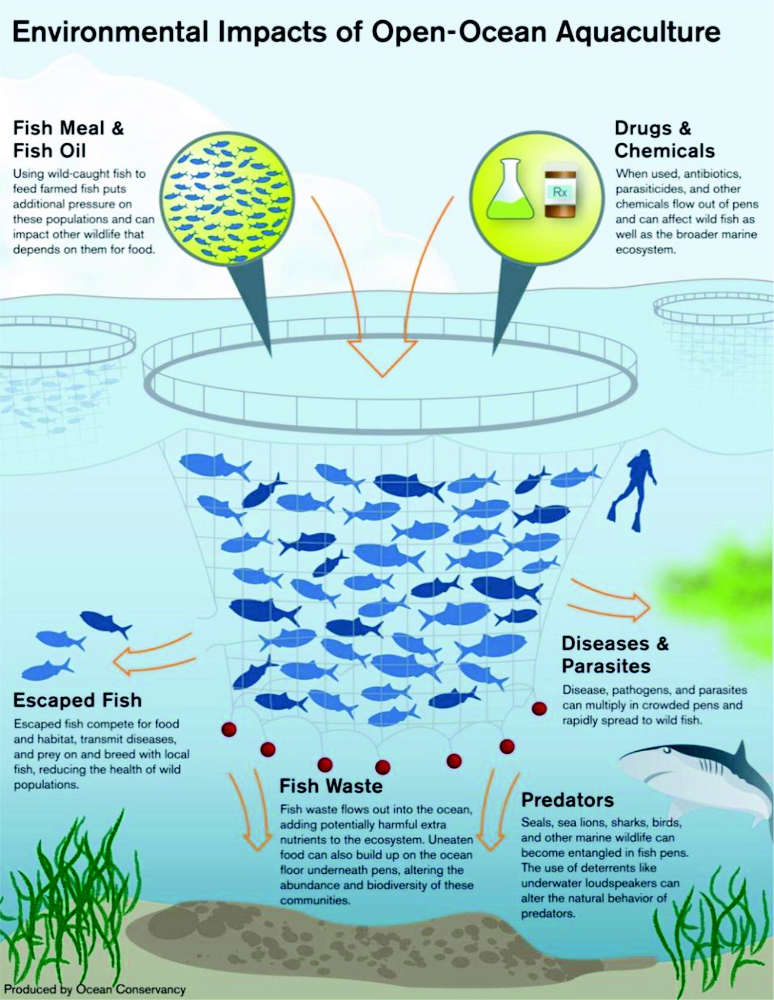 Environmental Impacts of Open-Ocean Aquaculture
Fish Meal &
Fish Oil
Using wild-caught fish to
feed farmed fish puts
additional pressure on
these populations and can
impact other wildlife that
depends on them for food.
Rx
Drugs &
Chemicals
When used, antibiotics,
parasiticides, and other
chemicals flow out of pens
and can affect wild fish as
well as the broader marine
ecosystem.
Diseases &
Parasites
Disease, pathogens, and parasites
can multiply in crowded pens and
rapidly spread to wild fish.
Escaped Fish
Escaped fish compete for food
and habitat, transmit diseases,
and prey on and breed with local
fish, reducing the health of wild
populations.
Fish Waste
Fish waste flows out into the ocean,
adding potentially harmful extra
nutrients to the ecosystem. Uneaten
food can also build up on the ocean
floor underneath pens, altering the
abundance and biodiversity of these
communities.
Predators
Seals, sea lions, sharks, birds,
and other marine wildlife can
become entangled in fish pens.
The use of deterrents like
underwater loudspeakers can
alter the natural behavior of
predators.
Produced by Ocean Conservancy